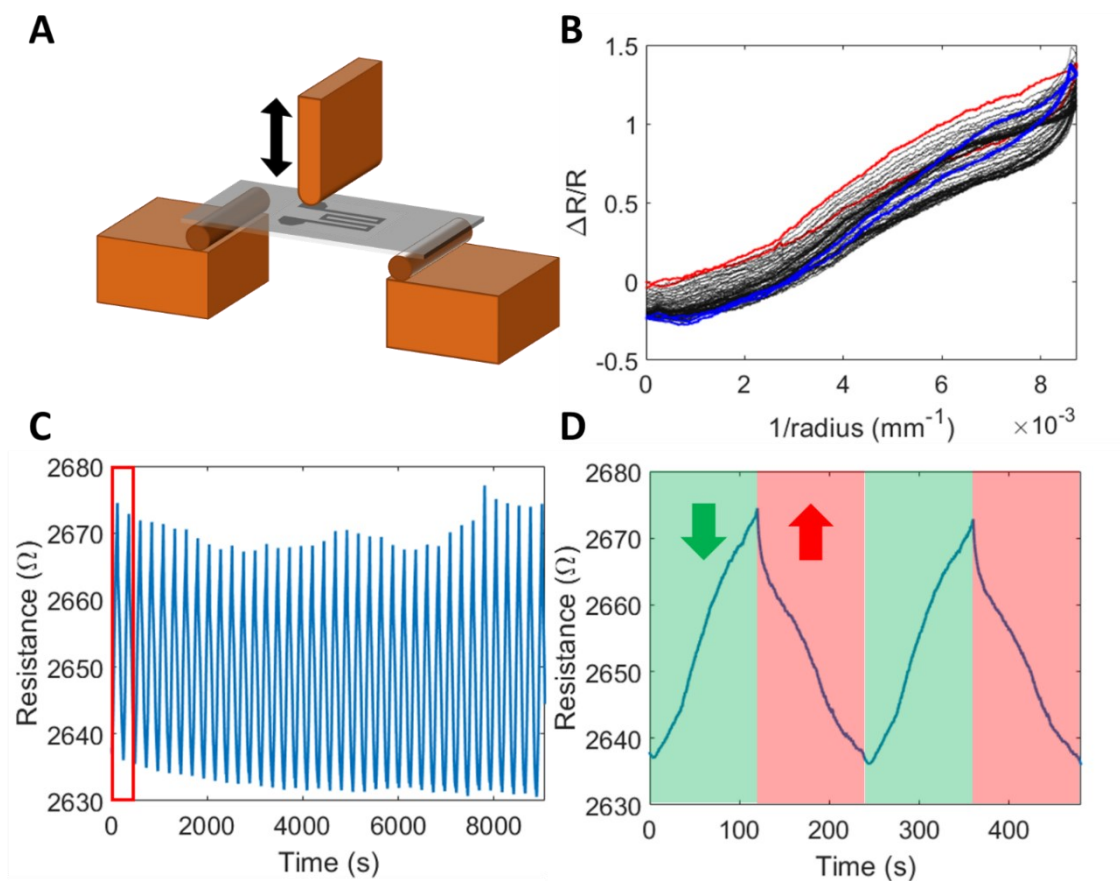 A
B
1.5
1
0.5
0
-0.5
ΔR/R
0 2 4 6 8
1/radius (mm⁻¹) × 10⁻³
C
2680
2670
2660
2650
2640
2630
Resistance (Ω)
0 2000 4000 6000 8000
Time (s)
D
2680
2670
2660
2650
2640
2630
Resistance (Ω)
0 100 200 300 400
Time (s)